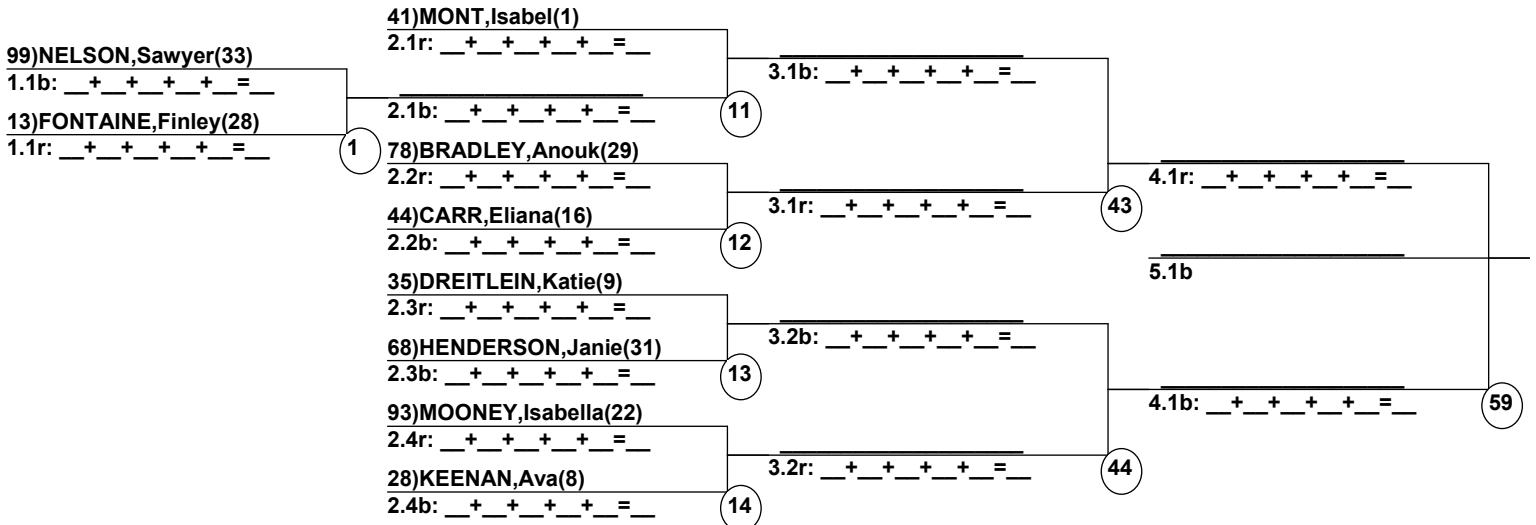 99)NELSON,Sawyer(33)
1.1b: __+__+__+__+__=__
13)FONTAINE,Finley(28)
1.1r: __+__+__+__+__=__
1
41)MONT,Isabel(1)
2.1r: __+__+__+__+__=__
2.1b: __+__+__+__+__=__
11
78)BRADLEY,Anouk(29)
2.2r: __+__+__+__+__=__
44)CARR,Eliana(16)
2.2b: __+__+__+__+__=__
12
35)DREITLEIN,Katie(9)
2.3r: __+__+__+__+__=__
68)HENDERSON,Janie(31)
2.3b: __+__+__+__+__=__
13
93)MOONEY,Isabella(22)
2.4r: __+__+__+__+__=__
28)KEENAN,Ava(8)
2.4b: __+__+__+__+__=__
14
3.1b: __+__+__+__+__=__
3.1r: __+__+__+__+__=__
43
3.2b: __+__+__+__+__=__
3.2r: __+__+__+__+__=__
44
4.1r: __+__+__+__+__=__
5.1b
4.1b: __+__+__+__+__=__
59